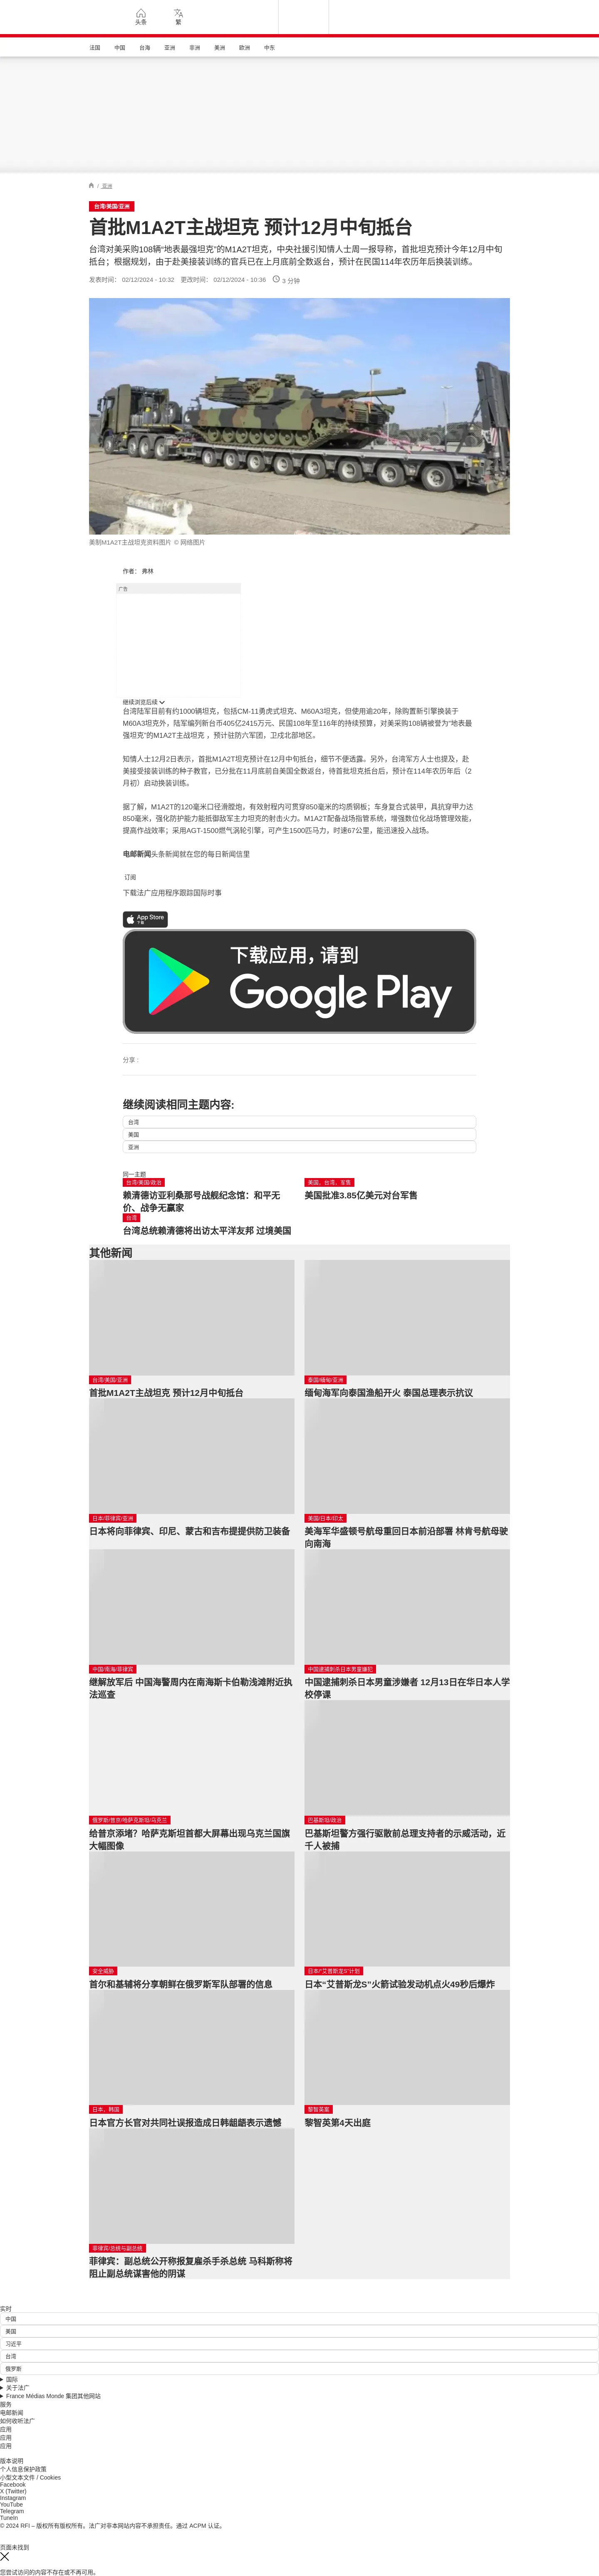 头条
繁
法国
中国
台海
亚洲
非洲
美洲
欧洲
中东
/ 亚洲
台湾/美国/亚洲
首批M1A2T主战坦克 预计12月中旬抵台
台湾对美采购108辆“地表最强坦克”的M1A2T坦克，中央社援引知情人士周一报导称，首批坦克预计今年12月中旬
抵台；根据规划，由于赴美接装训练的官兵已在上月底前全数返台，预计在民国114年农历年后换装训练。
发表时间： 02/12/2024 - 10:32 更改时间： 02/12/2024 - 10:36 3 分钟
美制M1A2T主战坦克资料图片 © 网络图片
作者： 弗林
广告
继续浏览后续
台湾陆军目前有约1000辆坦克，包括CM-11勇虎式坦克、M60A3坦克，但使用逾20年，除购置新引擎换装于
M60A3坦克外，陆军编列新台币405亿2415万元、民国108年至116年的持续预算，对美采购108辆被誉为“地表最
强坦克”的M1A2T主战坦克 ，预计驻防六军团，卫戍北部地区。
知情人士12月2日表示，首批M1A2T坦克预计在12月中旬抵台，细节不便透露。另外，台湾军方人士也提及，赴
美接受接装训练的种子教官，已分批在11月底前自美国全数返台，待首批坦克抵台后，预计在114年农历年后（2
月初）启动换装训练。
据了解，M1A2T的120毫米口径滑膛炮，有效射程内可贯穿850毫米的均质钢板；车身复合式装甲，具抗穿甲力达
850毫米，强化防护能力能抵御敌军主力坦克的射击火力。M1A2T配备战场指管系统，增强数位化战场管理效能，
提高作战效率；采用AGT-1500燃气涡轮引擎，可产生1500匹马力，时速67公里，能迅速投入战场。
电邮新闻头条新闻就在您的每日新闻信里
订阅
下载法广应用程序跟踪国际时事
App Store
下载
下载应用，请到
Google Play
分享 :
继续阅读相同主题内容:
台湾
美国
亚洲
同一主题
台湾/美国/政治
赖清德访亚利桑那号战舰纪念馆：和平无
价、战争无赢家
美国，台湾，军售
美国批准3.85亿美元对台军售
台湾
台湾总统赖清德将出访太平洋友邦 过境美国
其他新闻
台湾/美国/亚洲
首批M1A2T主战坦克 预计12月中旬抵台
泰国/缅甸/亚洲
缅甸海军向泰国渔船开火 泰国总理表示抗议
日本/菲律宾/亚洲
日本将向菲律宾、印尼、蒙古和吉布提提供防卫装备
美国/日本/印太
美海军华盛顿号航母重回日本前沿部署 林肯号航母驶
向南海
中国/南海/菲律宾
继解放军后 中国海警周内在南海斯卡伯勒浅滩附近执
法巡查
中国逮捕刺杀日本男童嫌犯
中国逮捕刺杀日本男童涉嫌者 12月13日在华日本人学
校停课
俄罗斯/普京/哈萨克斯坦/乌克兰
给普京添堵？哈萨克斯坦首都大屏幕出现乌克兰国旗
大幅图像
巴基斯坦/政治
巴基斯坦警方强行驱散前总理支持者的示威活动，近
千人被捕
安全威胁
首尔和基辅将分享朝鲜在俄罗斯军队部署的信息
日本/“艾普斯龙S”计划
日本“艾普斯龙S”火箭试验发动机点火49秒后爆炸
日本，韩国
日本官方长官对共同社误报造成日韩龃龉表示遗憾
黎智英案
黎智英第4天出庭
菲律宾/总统与副总统
菲律宾：副总统公开称报复雇杀手杀总统 马科斯称将
阻止副总统谋害他的阴谋
实时
中国
美国
习近平
台湾
俄罗斯
国际
关于法广
France Médias Monde 集团其他网站
服务
电邮新闻
如何收听法广
应用
应用
应用
版本说明
个人信息保护政策
小型文本文件 / Cookies
Facebook
X (Twitter)
Instagram
YouTube
Telegram
TuneIn
© 2024 RFI – 版权所有版权所有。法广对非本网站内容不承担责任。通过 ACPM 认证。
页面未找到
您尝试访问的内容不存在或不再可用。